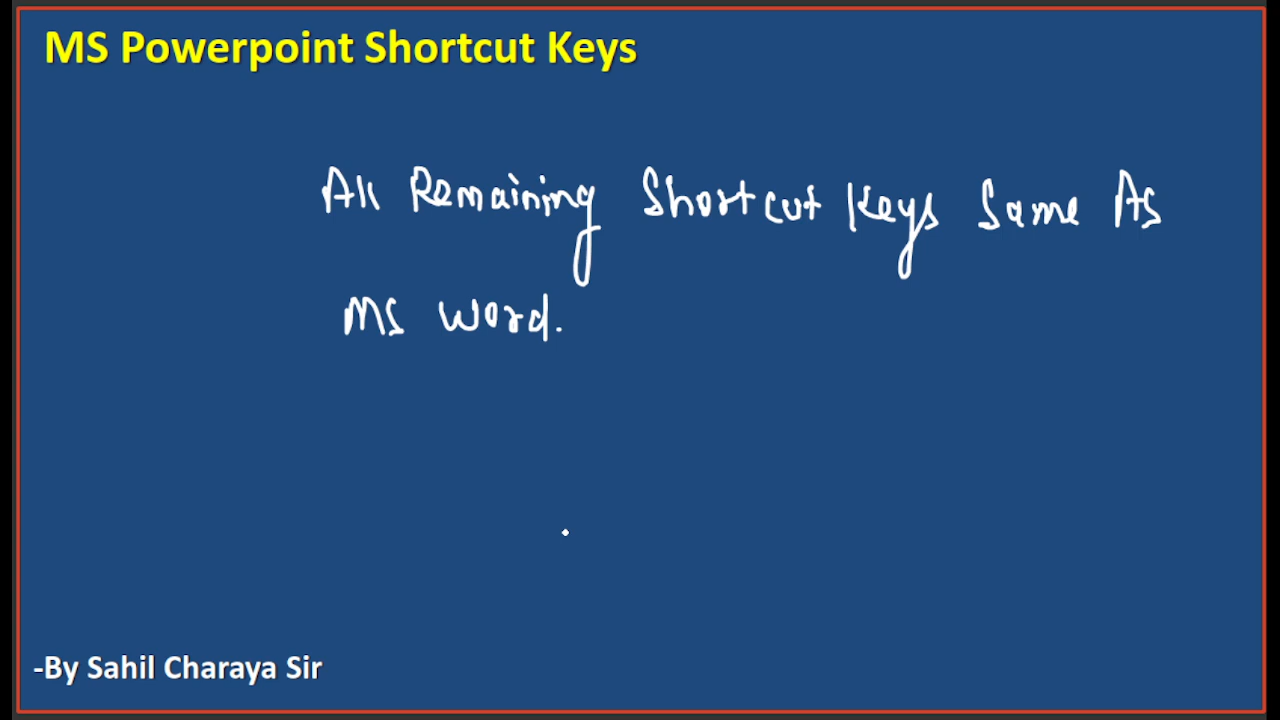 MS Powerpoint Shortcut Keys
All Remaining Shortcut Keys Same As
MS Word.
-By Sahil Charaya Sir